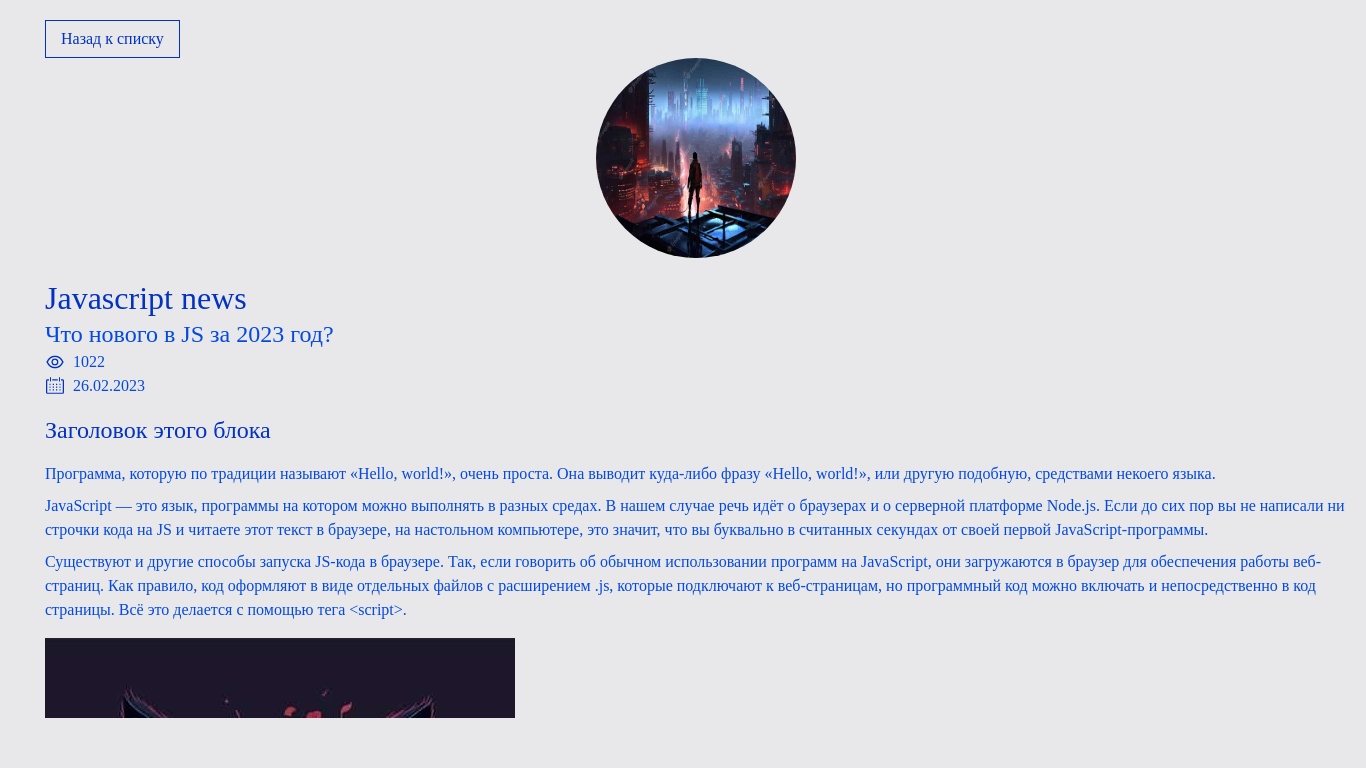 Назад к списку
Javascript news
Что нового в JS за 2023 год?
1022
26.02.2023
Заголовок этого блока
Программа, которую по традиции называют «Hello, world!», очень проста. Она выводит куда-либо фразу «Hello, world!», или другую подобную, средствами некоего языка.
JavaScript — это язык, программы на котором можно выполнять в разных средах. В нашем случае речь идёт о браузерах и о серверной платформе Node.js. Если до сих пор вы не написали ни
строчки кода на JS и читаете этот текст в браузере, на настольном компьютере, это значит, что вы буквально в считанных секундах от своей первой JavaScript-программы.
Существуют и другие способы запуска JS-кода в браузере. Так, если говорить об обычном использовании программ на JavaScript, они загружаются в браузер для обеспечения работы веб-
страниц. Как правило, код оформляют в виде отдельных файлов с расширением .js, которые подключают к веб-страницам, но программный код можно включать и непосредственно в код
страницы. Всё это делается с помощью тега <script>.